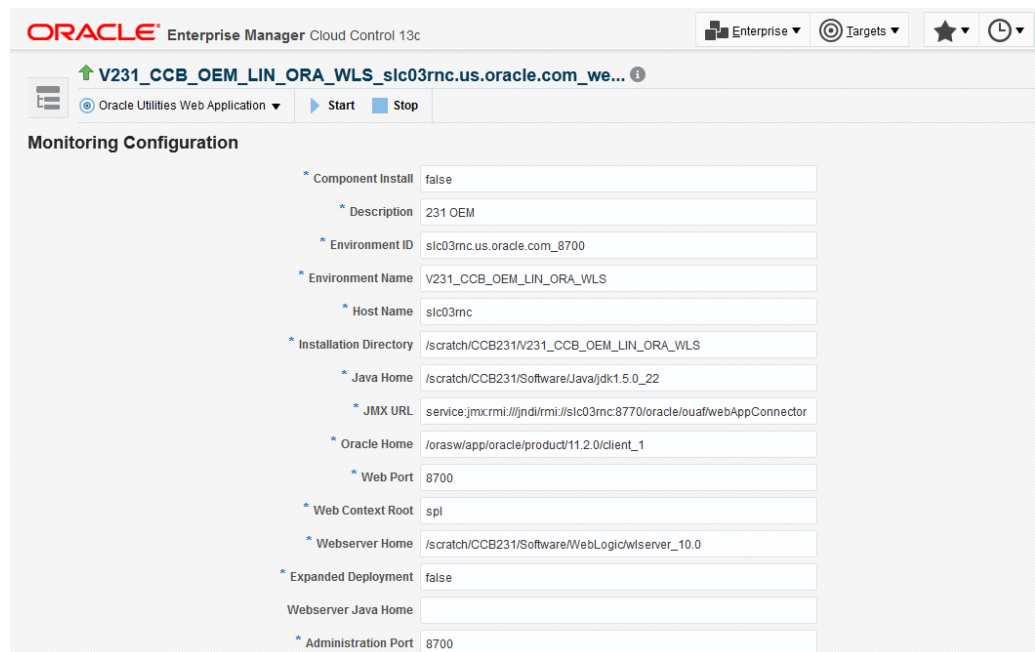 ORACLE Enterprise Manager Cloud Control 13c Enterprise Targets
V231_CCB_OEM_LIN_ORA_WLS_slc03rnc.us.oracle.com_we...
Oracle Utilities Web Application Start Stop
Monitoring Configuration
* Component Install false
* Description 231 OEM
* Environment ID slc03rnc.us.oracle.com_8700
* Environment Name V231_CCB_OEM_LIN_ORA_WLS
* Host Name slc03rnc
* Installation Directory /scratch/CCB231/V231_CCB_OEM_LIN_ORA_WLS
* Java Home /scratch/CCB231/Software/Java/jdk1.5.0_22
* JMX URL service:jmx:rmi:///jndi/rmi://slc03rnc:8770/oracle/ouaf/webAppConnector
* Oracle Home /orasw/app/oracle/product/11.2.0/client_1
* Web Port 8700
* Web Context Root spl
* Webserver Home /scratch/CCB231/Software/WebLogic/wlserver_10.0
* Expanded Deployment false
Webserver Java Home
* Administration Port 8700